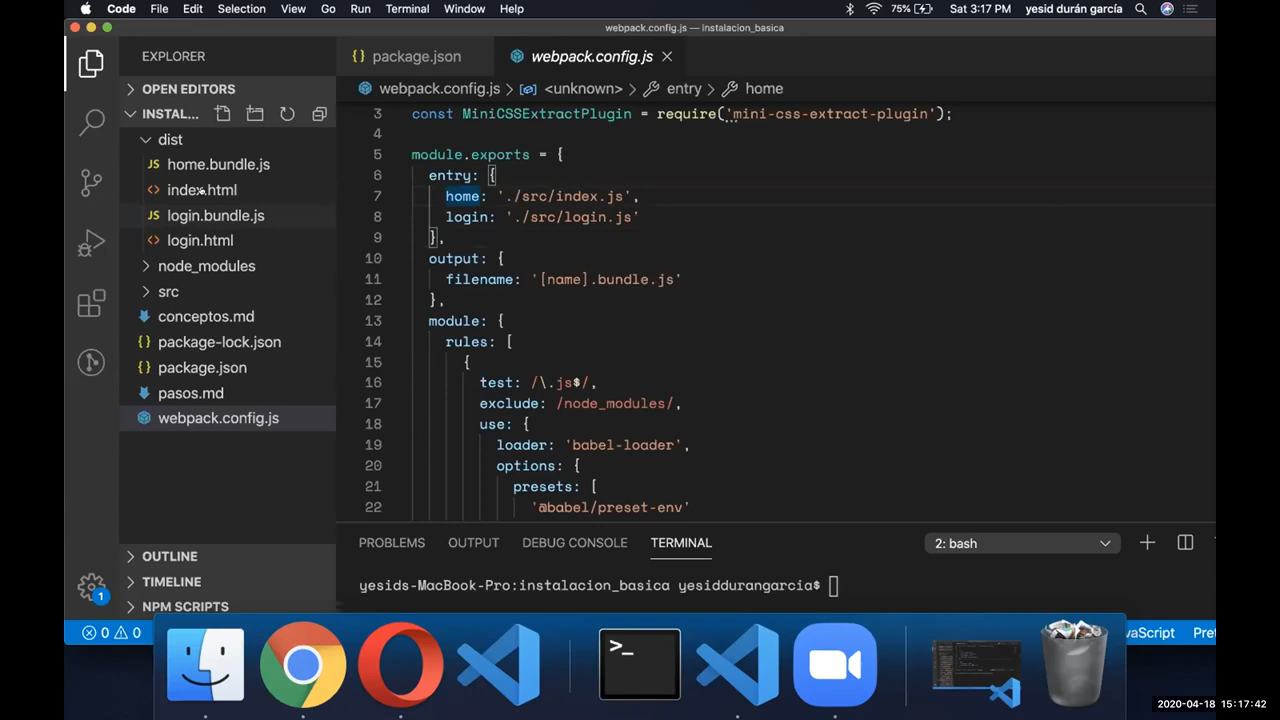 Code File Edit Selection View Go Run Terminal Window Help 75% Sat 3:17 PM yesid durán garcía
webpack.config.js — instalacion_basica
EXPLORER
OPEN EDITORS
INSTAL...
dist
home.bundle.js
index.html
login.bundle.js
login.html
node_modules
src
conceptos.md
package-lock.json
package.json
pasos.md
webpack.config.js
OUTLINE
TIMELINE
NPM SCRIPTS
1
0 0
package.json webpack.config.js
webpack.config.js > <unknown> > entry > home
3 const MiniCSSExtractPlugin = require('mini-css-extract-plugin');
4
5 module.exports = {
6 entry: {
7 home: './src/index.js',
8 login: './src/login.js'
9 },
10 output: {
11 filename: '[name].bundle.js'
12 },
13 module: {
14 rules: [
15 {
16 test: /\.js$/,
17 exclude: /node_modules/,
18 use: {
19 loader: 'babel-loader',
20 options: {
21 presets: [
22 '@babel/preset-env'
PROBLEMS OUTPUT DEBUG CONSOLE TERMINAL 2: bash
yesids-MacBook-Pro:instalacion_basica yesiddurangarcia$
vaScript Pret
>_
2020-04-18 15:17:42